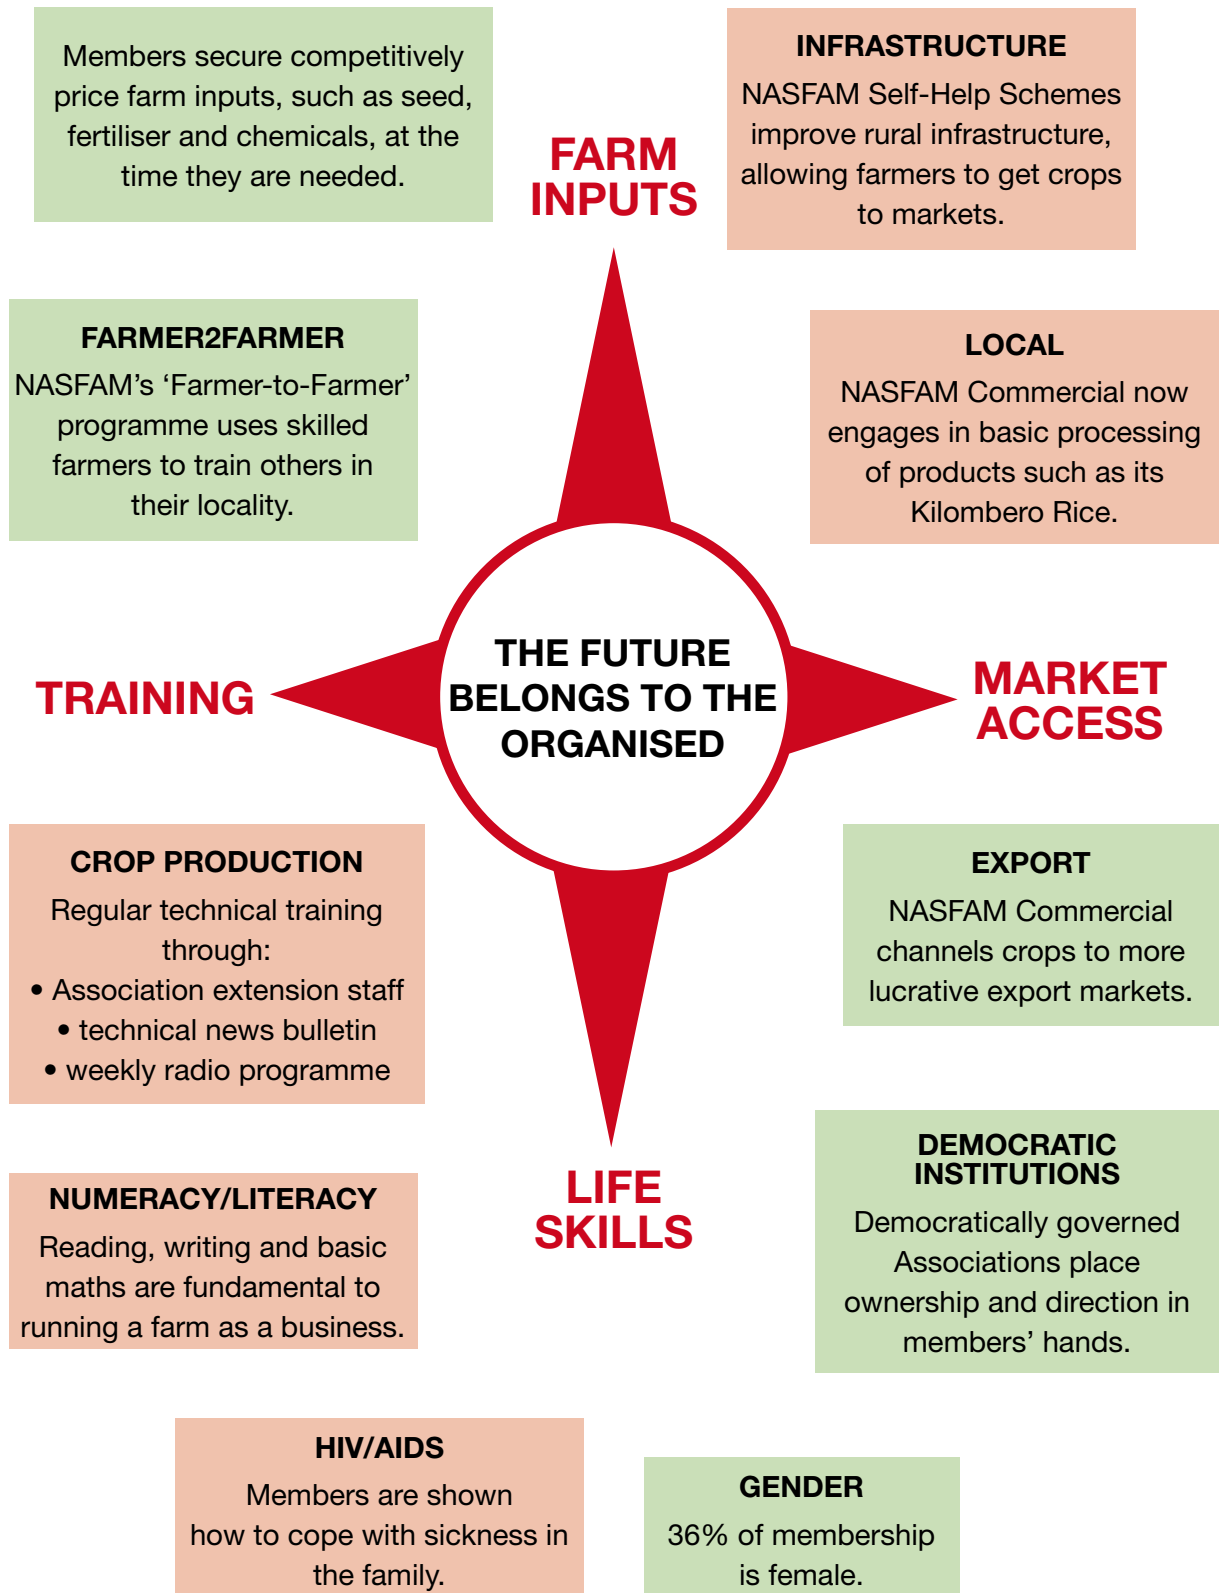 Members secure competitively
price farm inputs, such as seed,
fertiliser and chemicals, at the
time they are needed.
FARM
INPUTS
INFRASTRUCTURE
NASFAM Self-Help Schemes
improve rural infrastructure,
allowing farmers to get crops
to markets.
FARMER2FARMER
NASFAM’s ‘Farmer-to-Farmer’
programme uses skilled
farmers to train others in
their locality.
LOCAL
NASFAM Commercial now
engages in basic processing
of products such as its
Kilombero Rice.
TRAINING
THE FUTURE
BELONGS TO THE
ORGANISED
MARKET
ACCESS
CROP PRODUCTION
Regular technical training
through:
• Association extension staff
• technical news bulletin
• weekly radio programme
EXPORT
NASFAM Commercial
channels crops to more
lucrative export markets.
NUMERACY/LITERACY
Reading, writing and basic
maths are fundamental to
running a farm as a business.
LIFE
SKILLS
DEMOCRATIC
INSTITUTIONS
Democratically governed
Associations place
ownership and direction in
members’ hands.
HIV/AIDS
Members are shown
how to cope with sickness in
the family.
GENDER
36% of membership
is female.